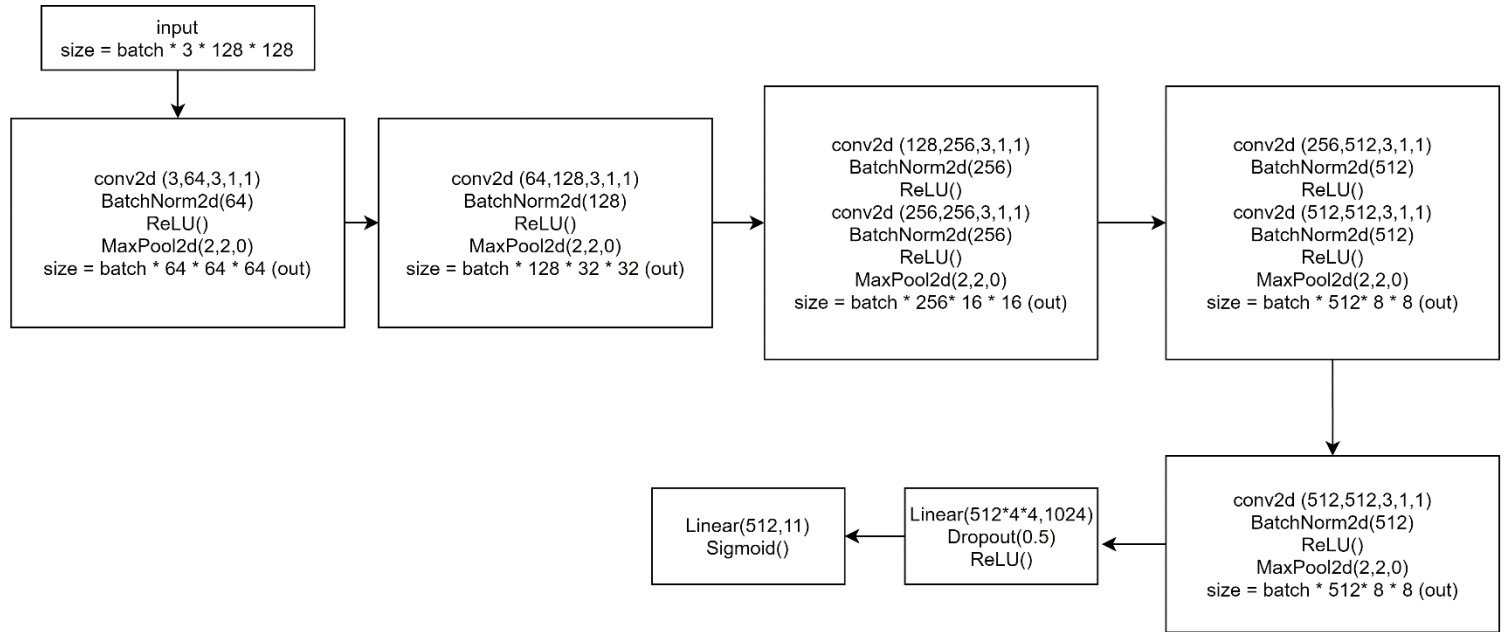 input
size = batch * 3 * 128 * 128
conv2d (3,64,3,1,1)
BatchNorm2d(64)
ReLU()
MaxPool2d(2,2,0)
size = batch * 64 * 64 * 64 (out)
conv2d (64,128,3,1,1)
BatchNorm2d(128)
ReLU()
MaxPool2d(2,2,0)
size = batch * 128 * 32 * 32 (out)
conv2d (128,256,3,1,1)
BatchNorm2d(256)
ReLU()
conv2d (256,256,3,1,1)
BatchNorm2d(256)
ReLU()
MaxPool2d(2,2,0)
size = batch * 256* 16 * 16 (out)
conv2d (256,512,3,1,1)
BatchNorm2d(512)
ReLU()
conv2d (512,512,3,1,1)
BatchNorm2d(512)
ReLU()
MaxPool2d(2,2,0)
size = batch * 512* 8 * 8 (out)
conv2d (512,512,3,1,1)
BatchNorm2d(512)
ReLU()
MaxPool2d(2,2,0)
size = batch * 512* 8 * 8 (out)
Linear(512*4*4,1024)
Dropout(0.5)
ReLU()
Linear(512,11)
Sigmoid()